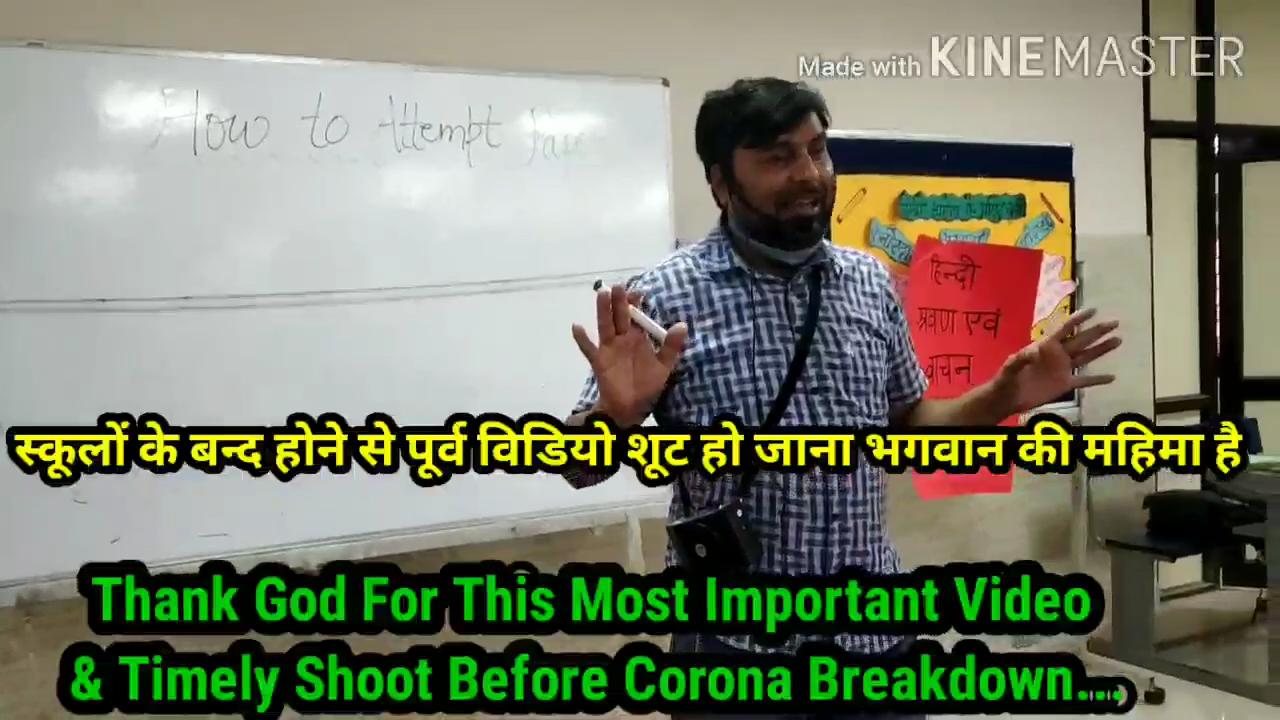 Made with KINEMASTER
How to Attempt
हिन्दी
श्रवण एवं
वाचन
स्कूलों के बन्द होने से पूर्व विडियो शूट हो जाना भगवान की महिमा है
Thank God For This Most Important Video
& Timely Shoot Before Corona Breakdown....